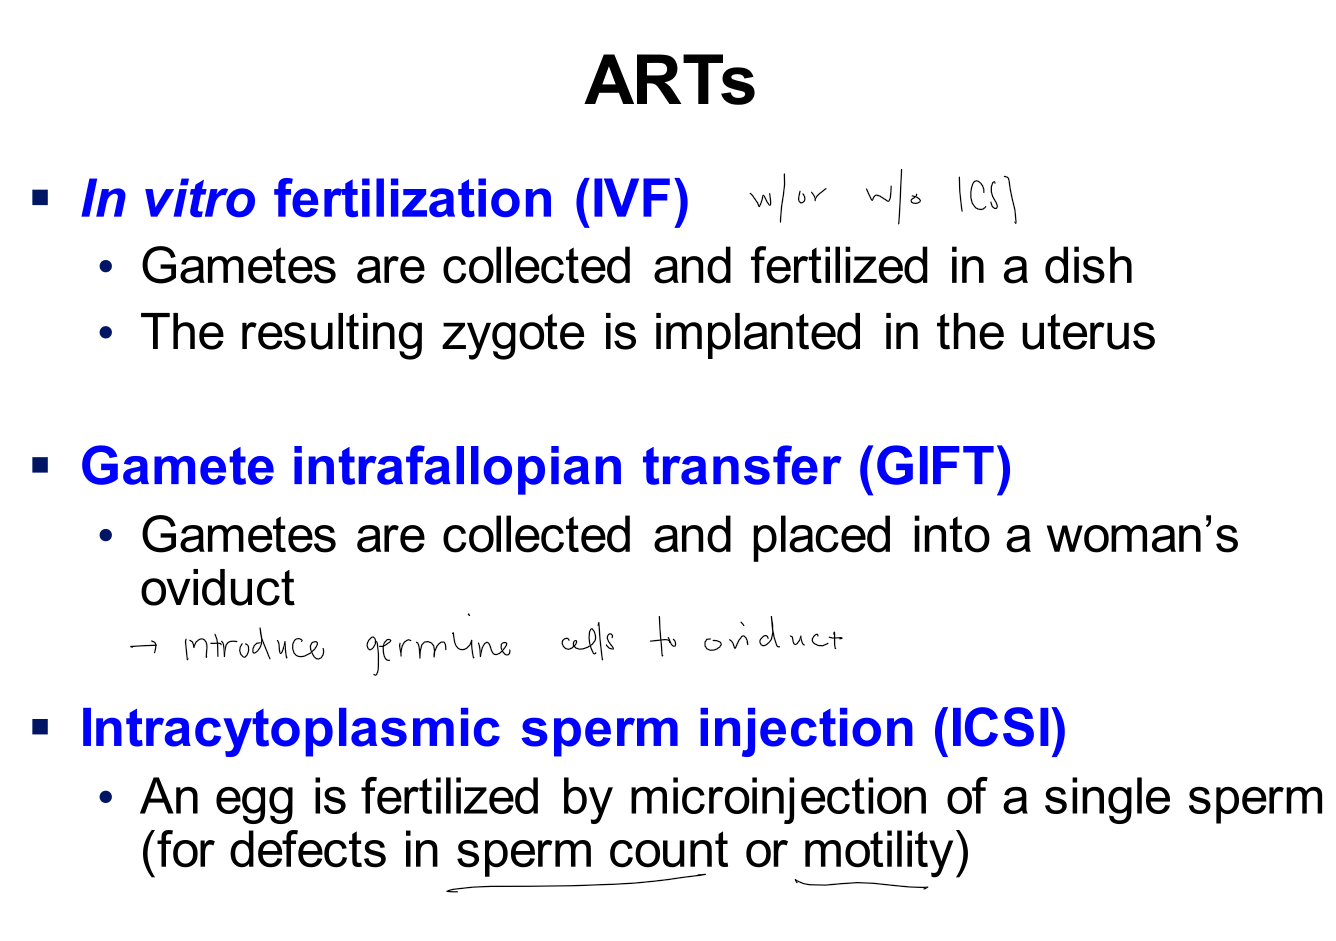 ARTs
▪ In vitro fertilization (IVF) w/or w/o ICSI
• Gametes are collected and fertilized in a dish
• The resulting zygote is implanted in the uterus
▪ Gamete intrafallopian transfer (GIFT)
• Gametes are collected and placed into a woman’s
oviduct
→ introduce germline cells to oviduct
▪ Intracytoplasmic sperm injection (ICSI)
• An egg is fertilized by microinjection of a single sperm
(for defects in sperm count or motility)